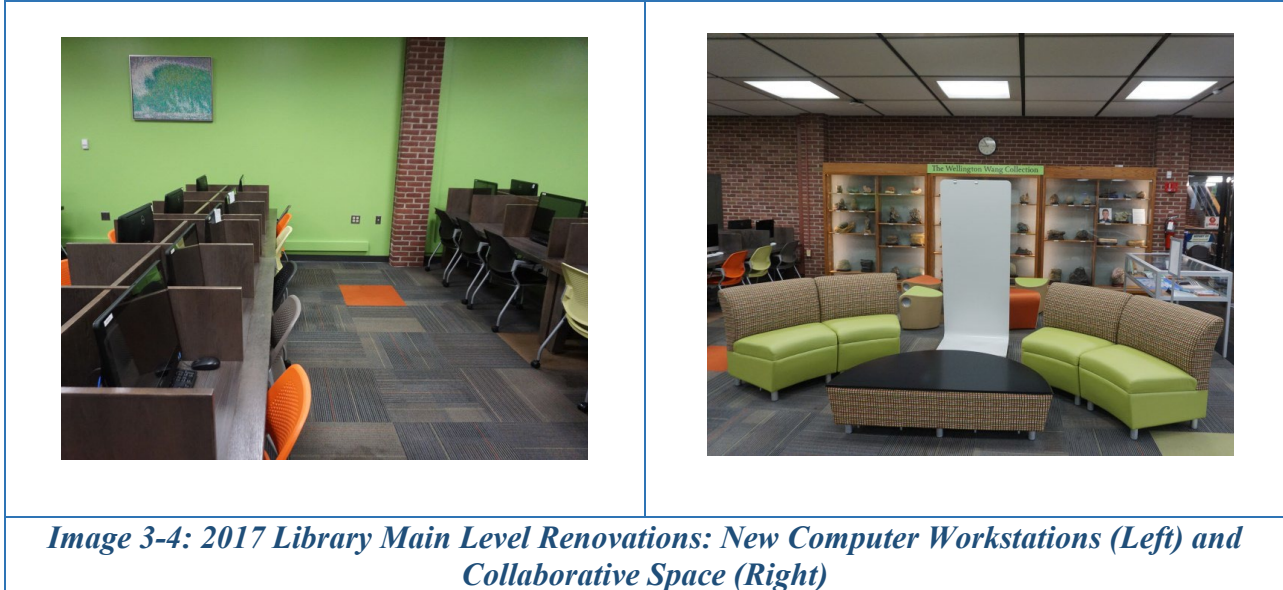 The Wellington Wang Collection
Image 3-4: 2017 Library Main Level Renovations: New Computer Workstations (Left) and
Collaborative Space (Right)